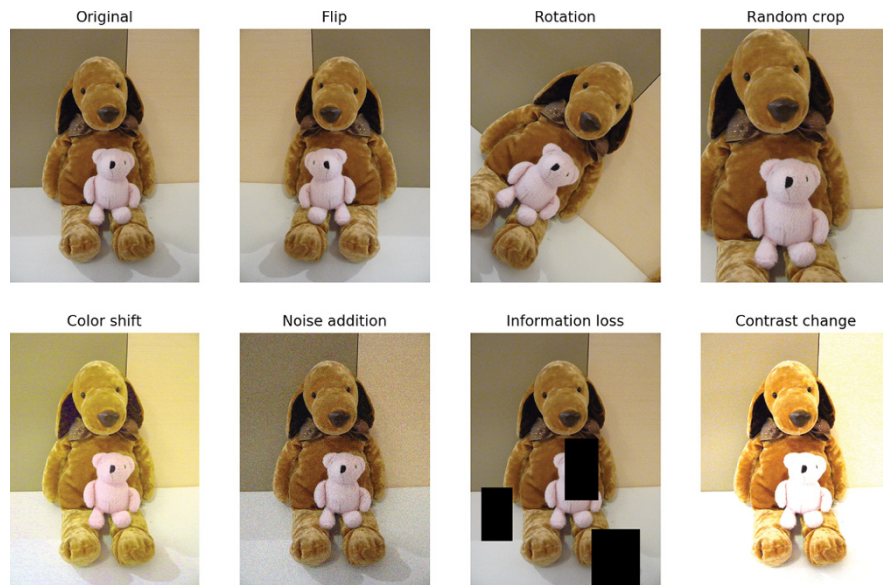 Original
Flip
Rotation
Random crop
Color shift
Noise addition
Information loss
Contrast change